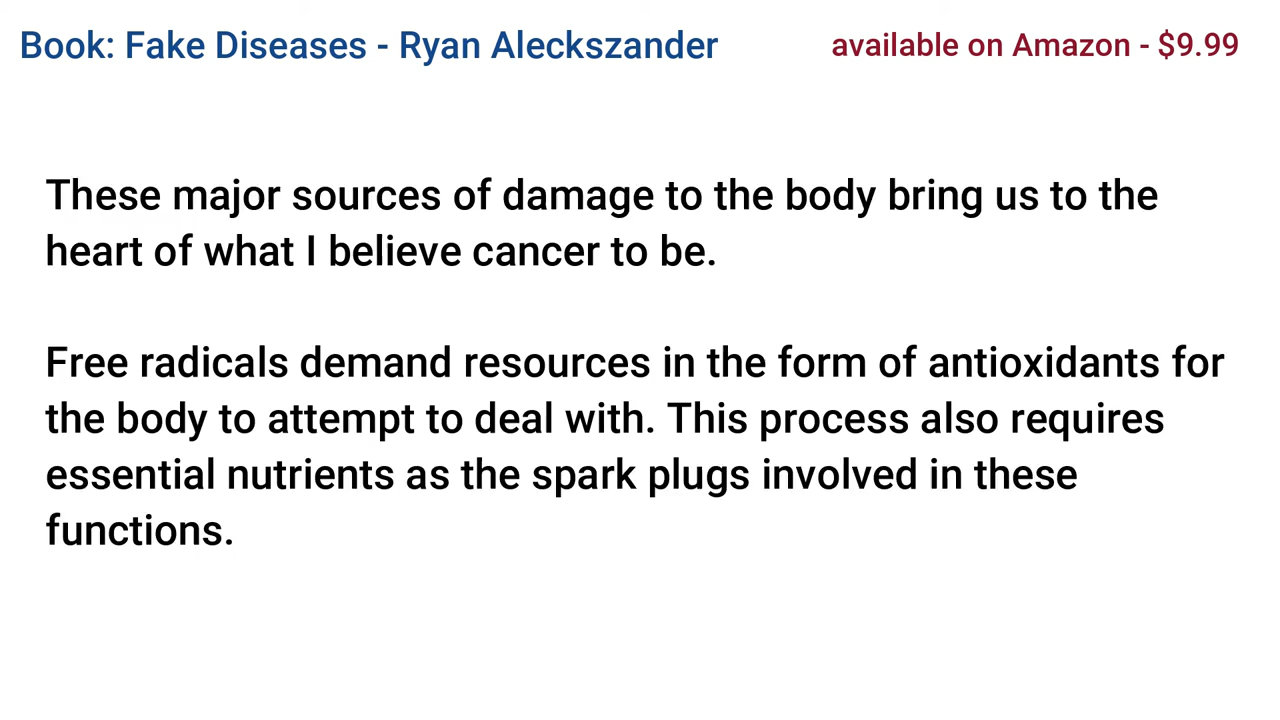 Book: Fake Diseases - Ryan Aleckszander
available on Amazon - $9.99
These major sources of damage to the body bring us to the
heart of what I believe cancer to be.
Free radicals demand resources in the form of antioxidants for
the body to attempt to deal with. This process also requires
essential nutrients as the spark plugs involved in these
functions.